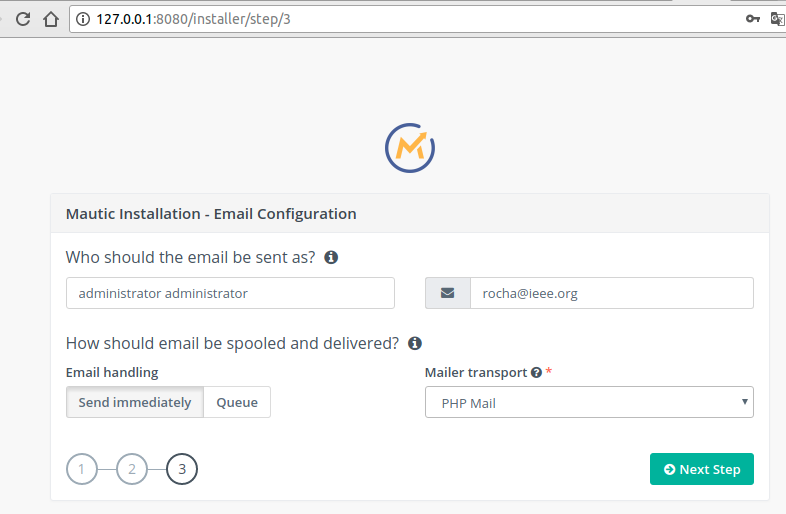 127.0.0.1:8080/installer/step/3
Mautic Installation - Email Configuration
Who should the email be sent as?
administrator administrator
rocha@ieee.org
How should email be spooled and delivered?
Email handling
Mailer transport *
Send immediately Queue
PHP Mail
1 2 3
Next Step